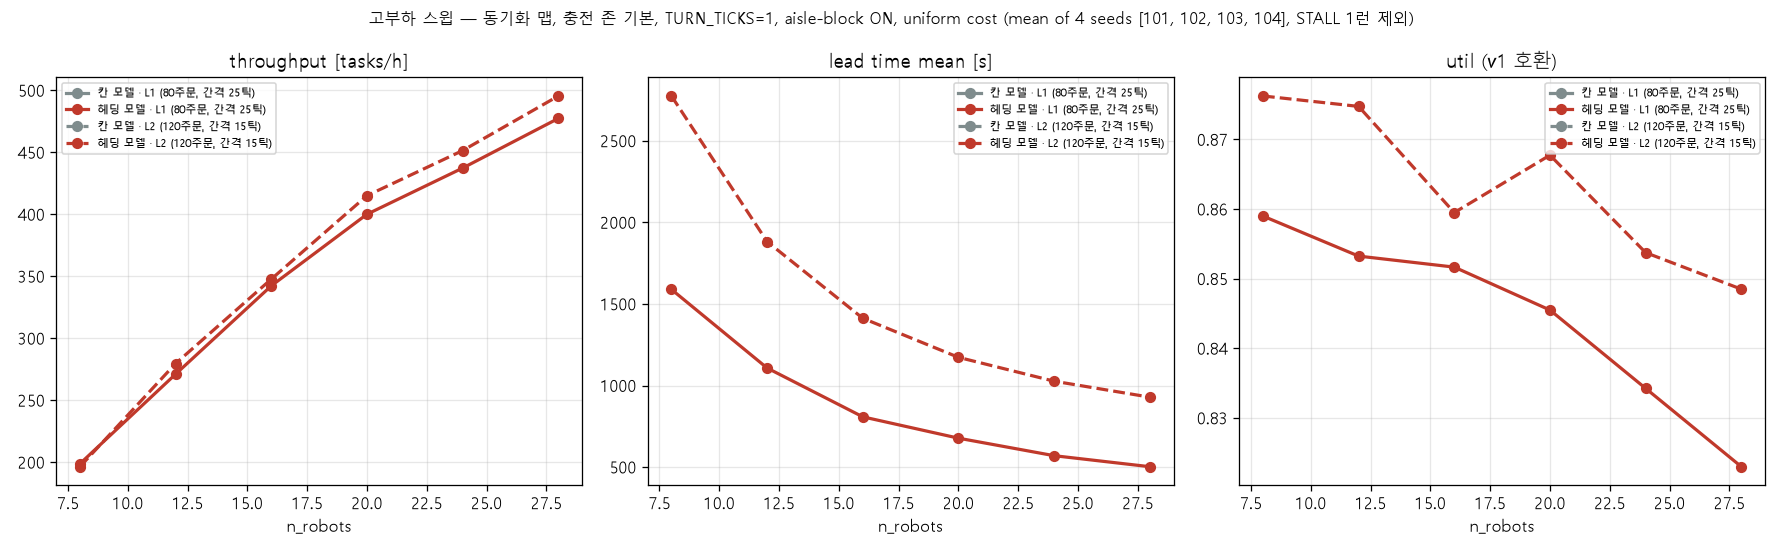 고부하 스윕 — 동기화 맵, 충전 존 기본, TURN_TICKS=1, aisle-block ON, uniform cost (mean of 4 seeds [101, 102, 103, 104], STALL 1런 제외)
throughput [tasks/h]
500
450
400
350
300
250
200
7.5 10.0 12.5 15.0 17.5 20.0 22.5 25.0 27.5
n_robots
칸 모델 · L1 (80주문, 간격 25틱)
헤딩 모델 · L1 (80주문, 간격 25틱)
칸 모델 · L2 (120주문, 간격 15틱)
헤딩 모델 · L2 (120주문, 간격 15틱)
lead time mean [s]
2500
2000
1500
1000
500
7.5 10.0 12.5 15.0 17.5 20.0 22.5 25.0 27.5
n_robots
칸 모델 · L1 (80주문, 간격 25틱)
헤딩 모델 · L1 (80주문, 간격 25틱)
칸 모델 · L2 (120주문, 간격 15틱)
헤딩 모델 · L2 (120주문, 간격 15틱)
util (v1 호환)
0.87
0.86
0.85
0.84
0.83
7.5 10.0 12.5 15.0 17.5 20.0 22.5 25.0 27.5
n_robots
칸 모델 · L1 (80주문, 간격 25틱)
헤딩 모델 · L1 (80주문, 간격 25틱)
칸 모델 · L2 (120주문, 간격 15틱)
헤딩 모델 · L2 (120주문, 간격 15틱)